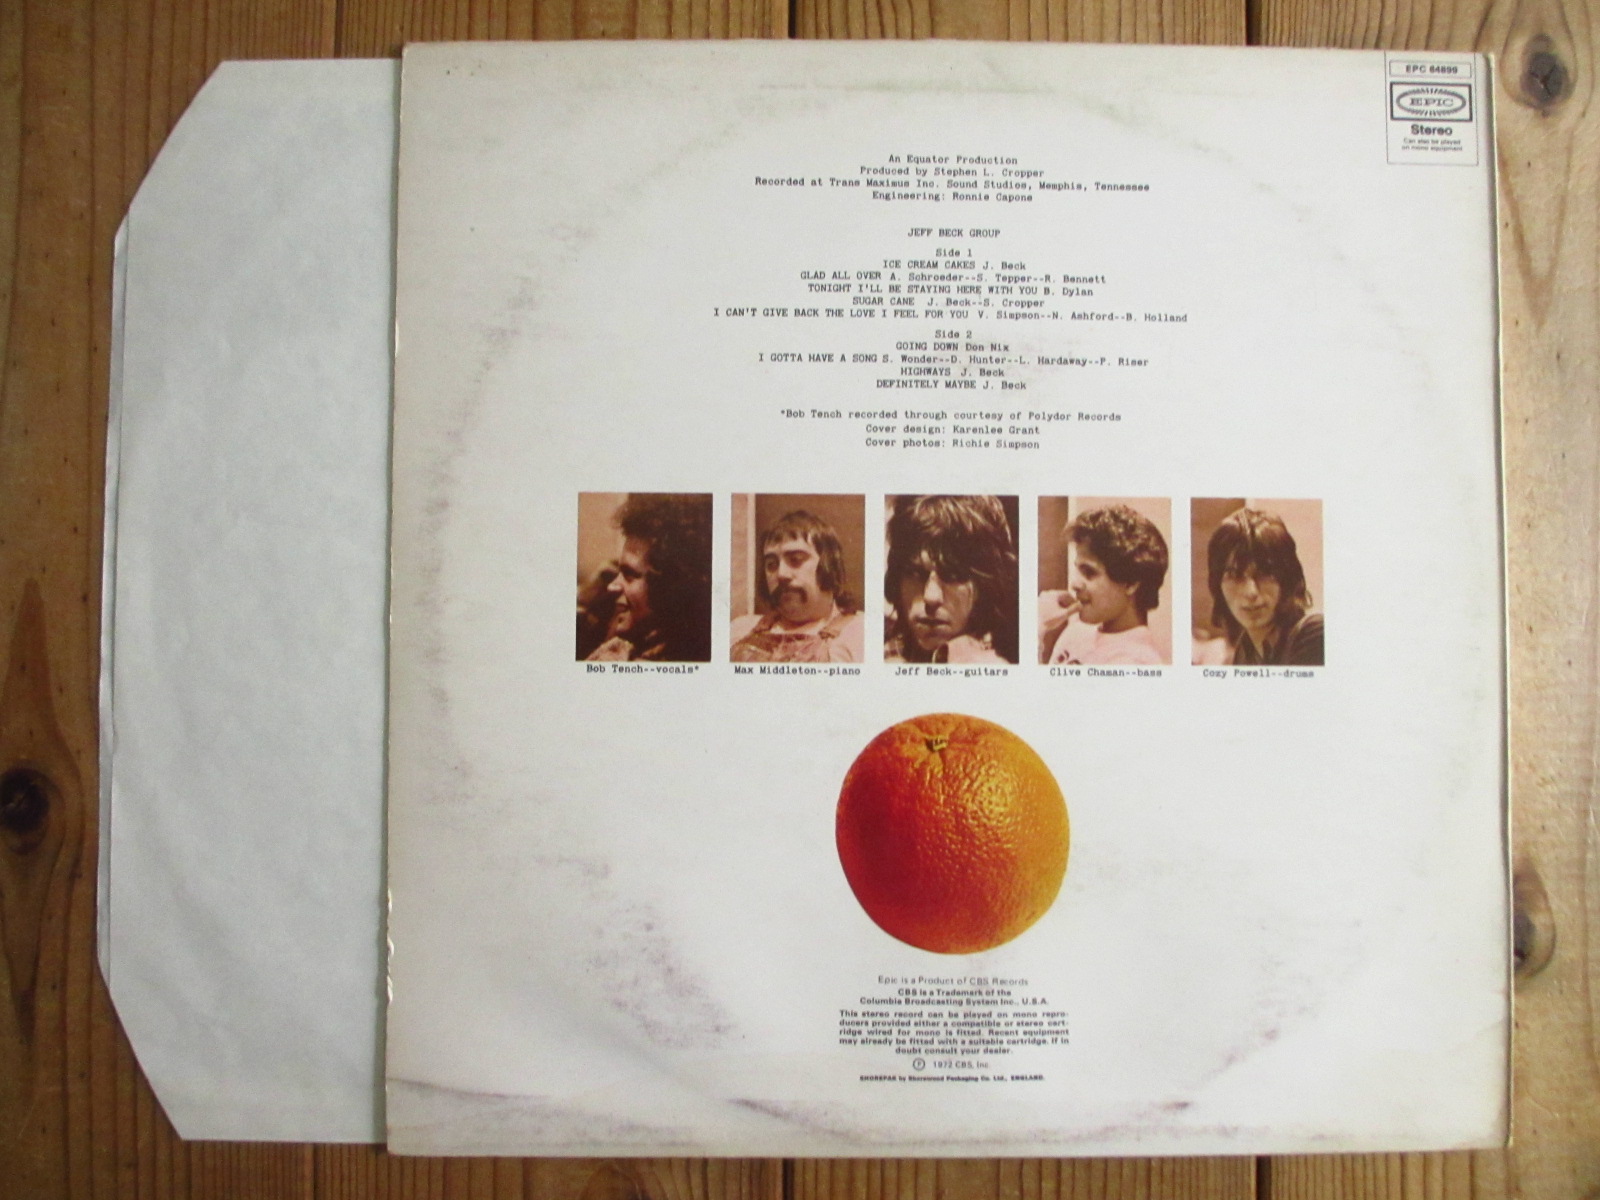 EPC 64899
EPIC
Stereo
Can also be played
on mono equipment
An Equator Production
Produced by Stephen L. Cropper
Recorded at Trans Maximus Inc. Sound Studios, Memphis, Tennessee
Engineering: Ronnie Capone
JEFF BECK GROUP
Side 1
ICE CREAM CAKES J. Beck
GLAD ALL OVER A. Schroeder--S. Tepper--R. Bennett
TONIGHT I'LL BE STAYING HERE WITH YOU B. Dylan
SUGAR CANE J. Beck--S. Cropper
I CAN'T GIVE BACK THE LOVE I FEEL FOR YOU V. Simpson--N. Ashford--B. Holland
Side 2
GOING DOWN Don Nix
I GOTTA HAVE A SONG S. Wonder--D. Hunter--L. Hardaway--P. Riser
HIGHWAYS J. Beck
DEFINITELY MAYBE J. Beck
*Bob Tench recorded through courtesy of Polydor Records
Cover design: Karenlee Grant
Cover photos: Richie Simpson
Bob Tench--vocals*
Max Middleton--piano
Jeff Beck--guitars
Clive Chaman--bass
Cozy Powell--drums
Epic is a Product of CBS Records
CBS is a Trademark of the
Columbia Broadcasting System Inc., U.S.A.
This stereo record can be played on mono repro-
ducers provided either a compatible or stereo cart-
ridge wired for mono is fitted. Recent equipment
may already be fitted with a suitable cartridge. If in
doubt consult your dealer.
Ⓟ 1972 CBS, Inc.
SHOREPAK by Shorewood Packaging Co. Ltd., ENGLAND.